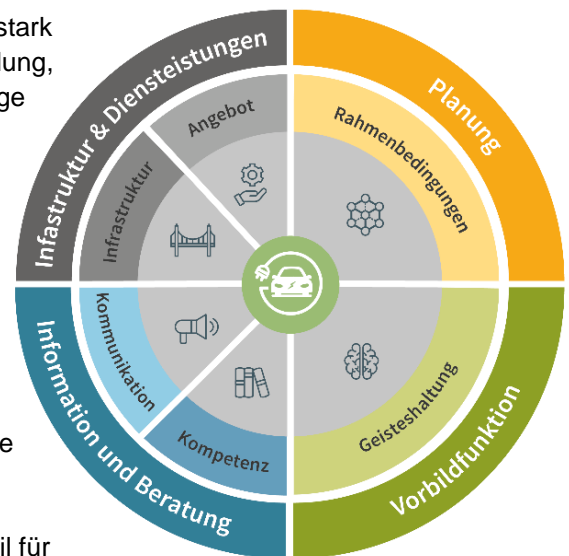 stark
lung,
ge
Infastruktur & Diensteistungen
Planung
Angebot
Rahmenbedingungen
Infrastruktur
Kommunikation
Kompetenz
Geisteshaltung
Information und Beratung
Vorbildfunktion
e
il für